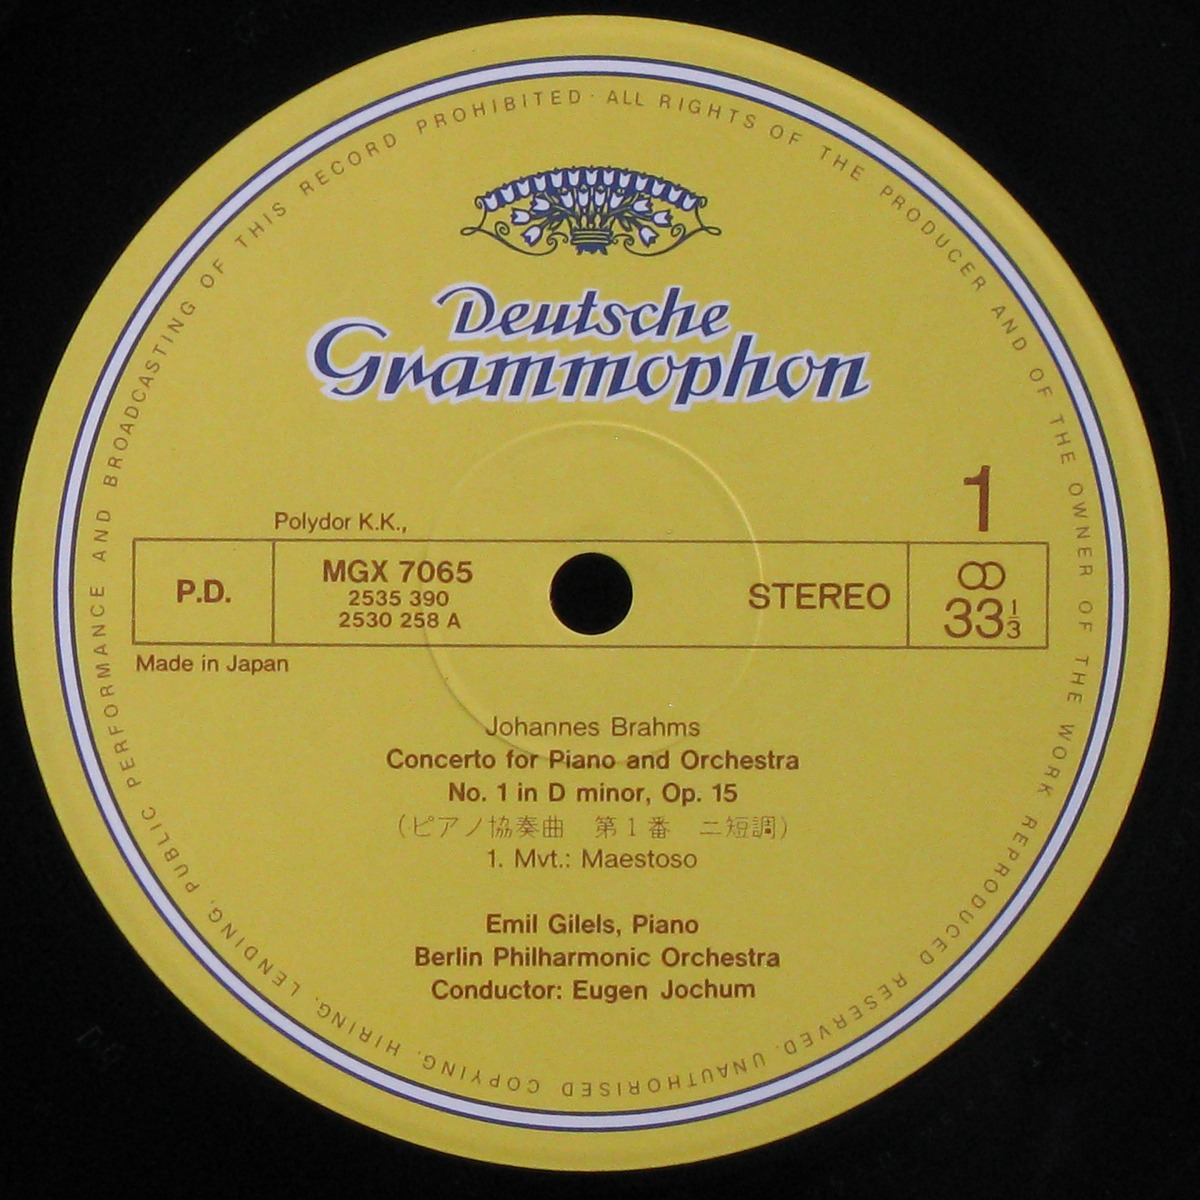 ALL RIGHTS OF THE PRODUCER AND OF THE OWNER OF THE WORK REPRODUCED RESERVED. UNAUTHORISED COPYING, HIRING, LENDING, PUBLIC PERFORMANCE AND BROADCASTING OF THIS RECORD PROHIBITED ·
Deutsche
Grammophon
1
Polydor K.K.,
P.D.
MGX 7065
2535 390
2530 258 A
STEREO
33 1/3
Made in Japan
Johannes Brahms
Concerto for Piano and Orchestra
No. 1 in D minor, Op. 15
(ピアノ協奏曲 第1番 ニ短調)
1. Mvt.: Maestoso
Emil Gilels, Piano
Berlin Philharmonic Orchestra
Conductor: Eugen Jochum